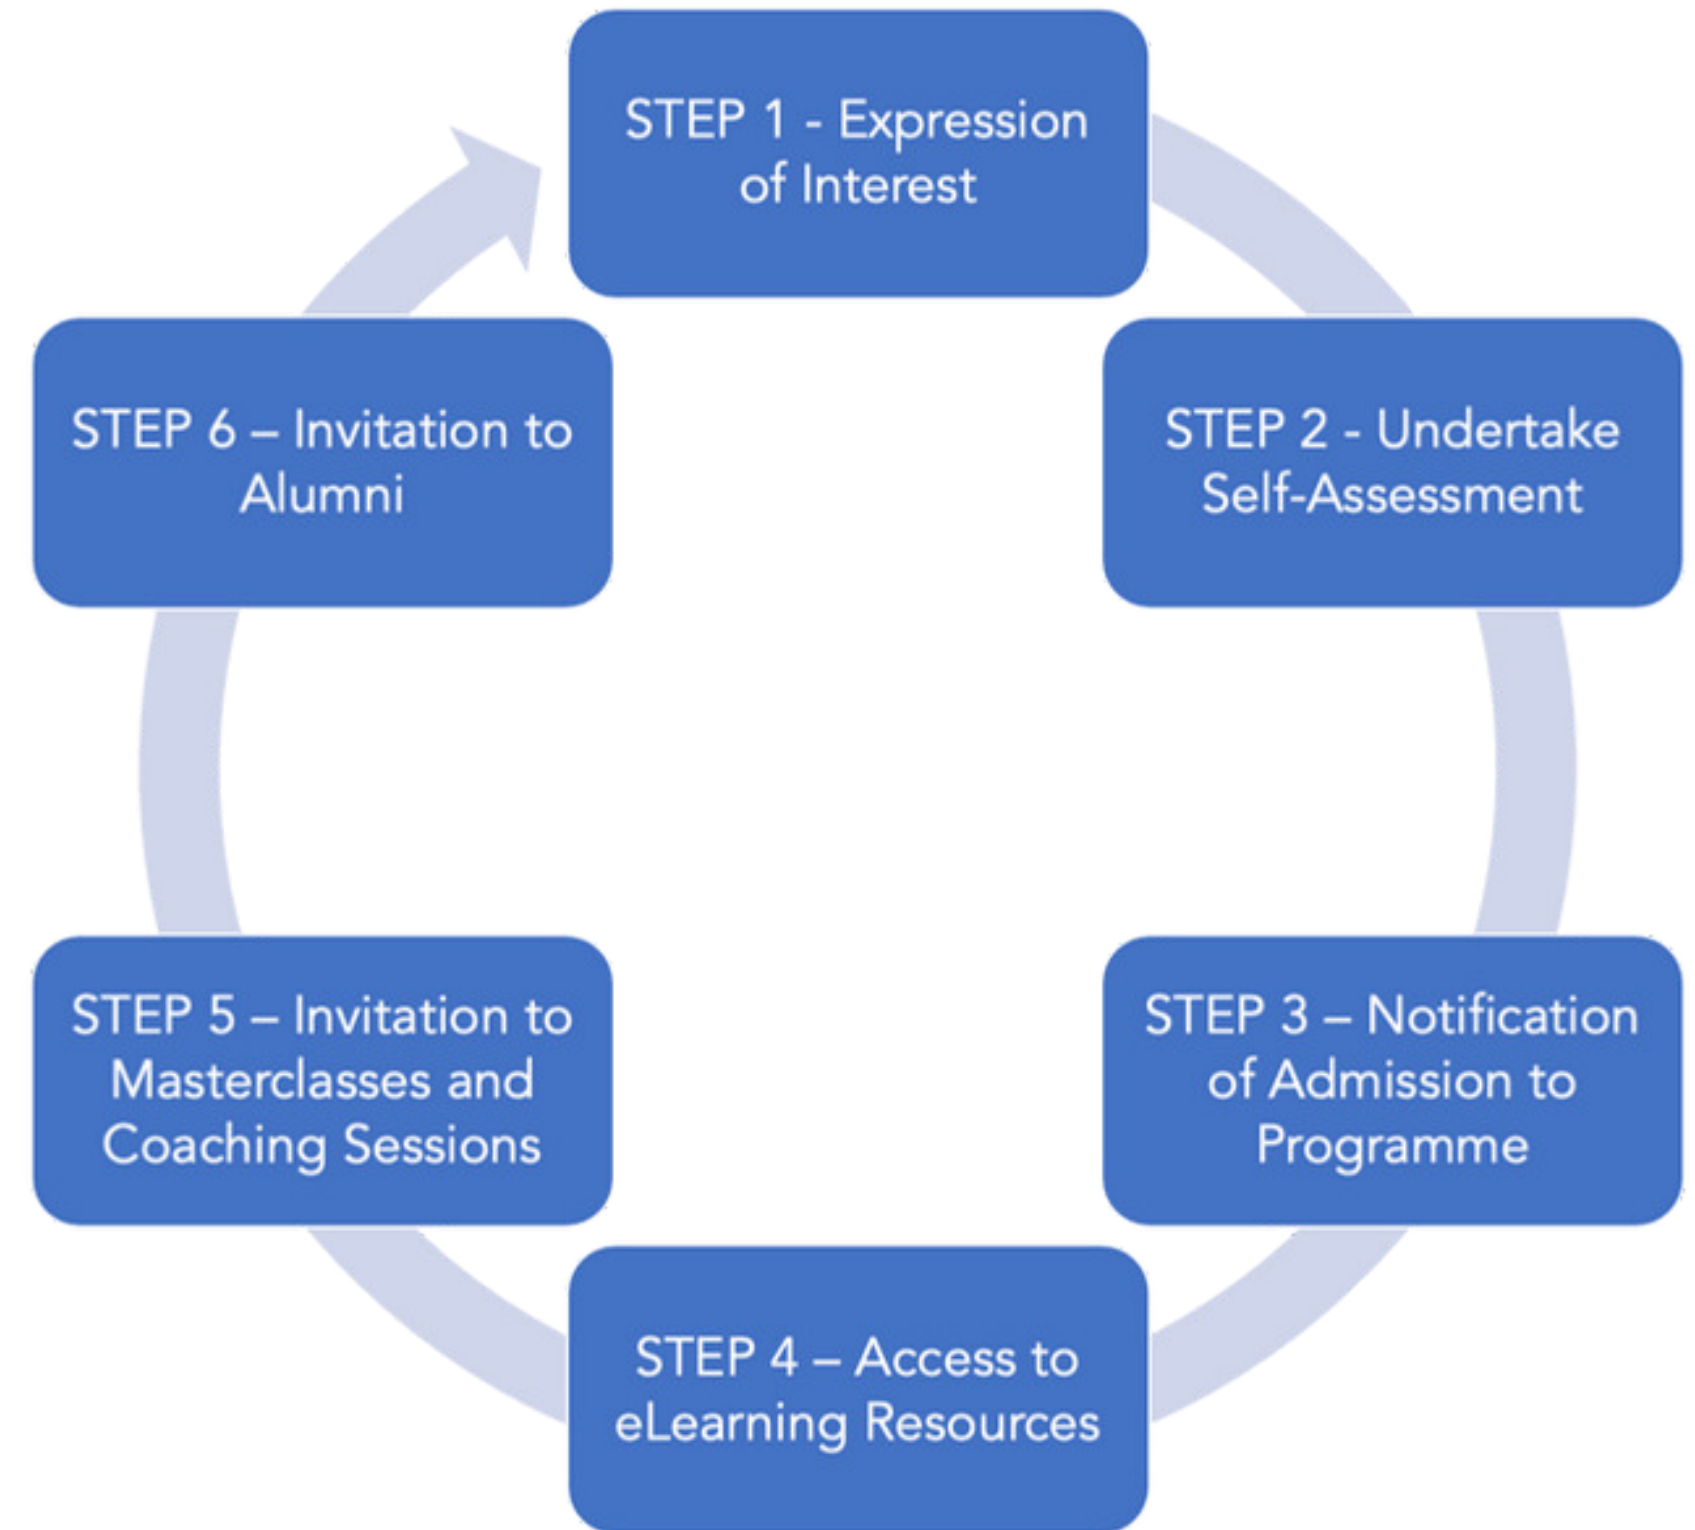 STEP 1 - Expression
of Interest
STEP 2 - Undertake
Self-Assessment
STEP 3 – Notification
of Admission to
Programme
STEP 4 – Access to
eLearning Resources
STEP 5 – Invitation to
Masterclasses and
Coaching Sessions
STEP 6 – Invitation to
Alumni